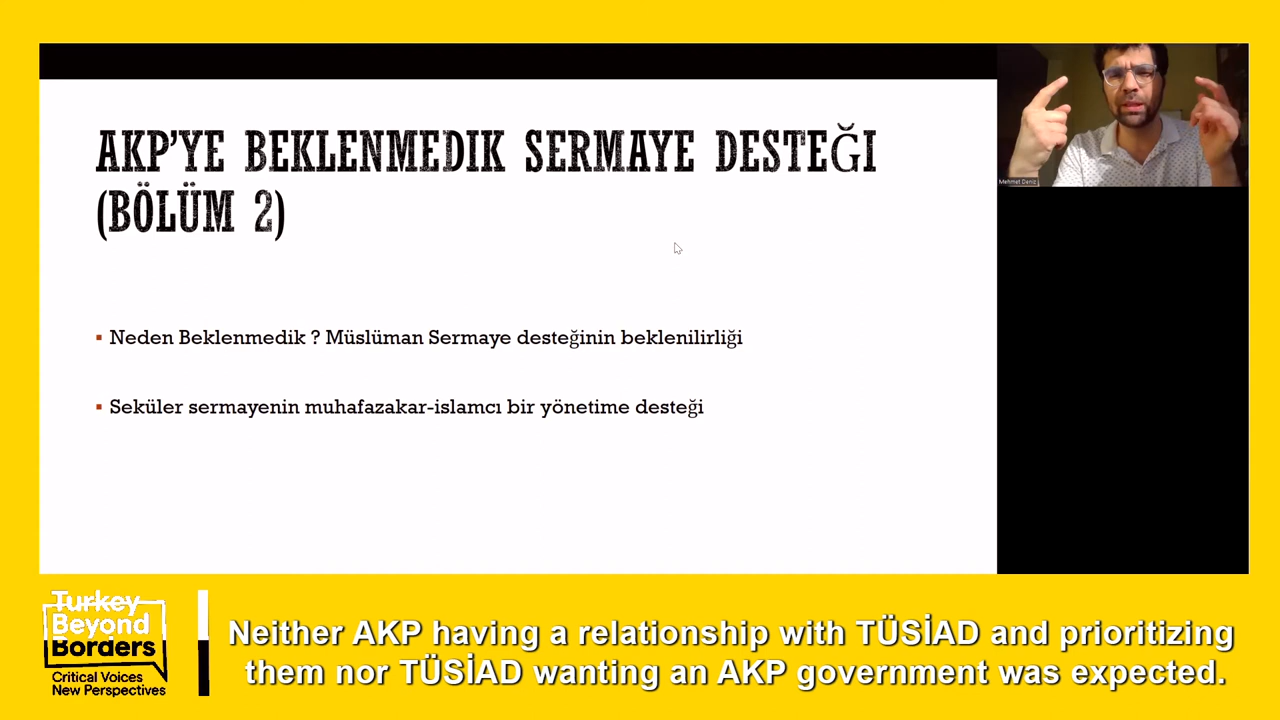 AKP'YE BEKLENMEDIK SERMAYE DESTEĞI
(BÖLÜM 2)
Mehmet Deniz
▪ Neden Beklenmedik ? Müslüman Sermaye desteğinin beklenilirliği
▪ Seküler sermayenin muhafazakar-islamcı bir yönetime desteği
Turkey
Beyond
Borders
Critical Voices
New Perspectives
Neither AKP having a relationship with TÜSİAD and prioritizing
them nor TÜSİAD wanting an AKP government was expected.